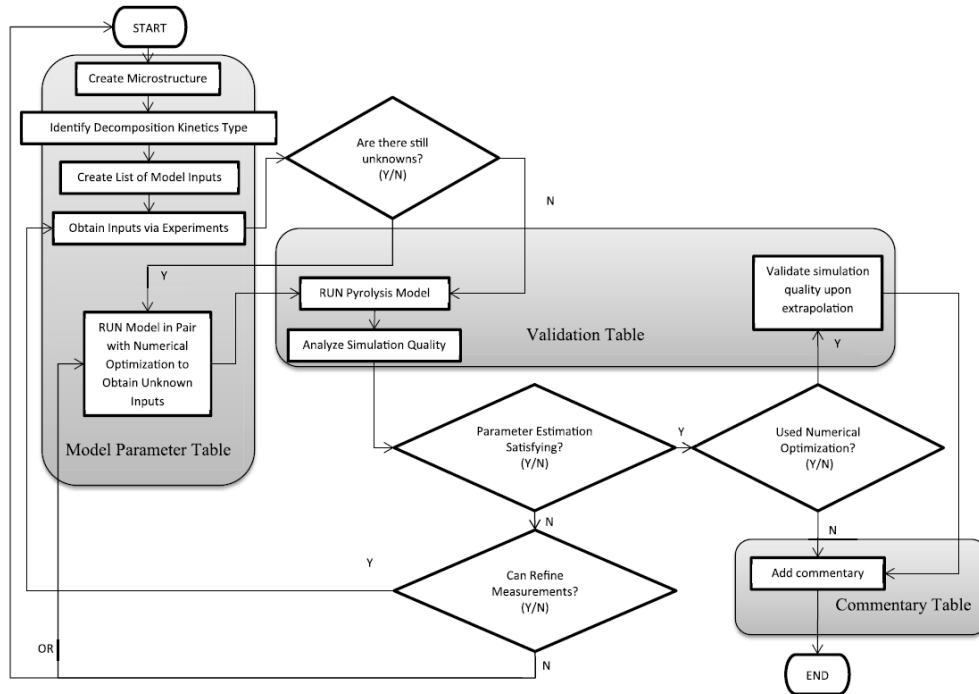 START
Create Microstructure
Identify Decomposition Kinetics Type
Create List of Model Inputs
Obtain Inputs via Experiments
Are there still
unknowns?
(Y/N)
N
Y
RUN Model in Pair
with Numerical
Optimization to
Obtain Unknown
Inputs
Model Parameter Table
RUN Pyrolysis Model
Analyze Simulation Quality
Validation Table
Validate simulation
quality upon
extrapolation
Y
Parameter Estimation
Satisfying?
(Y/N)
Y
Used Numerical
Optimization?
(Y/N)
N
N
Y
Can Refine
Measurements?
(Y/N)
Add commentary
Commentary Table
OR
N
END